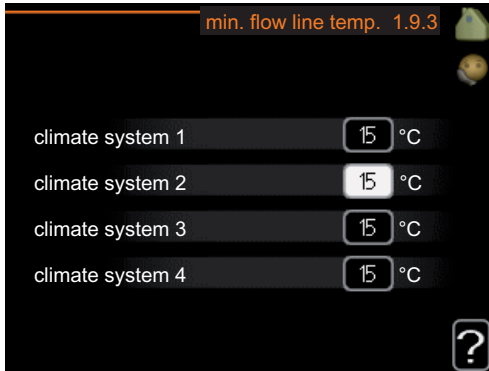 min. flow line temp. 1.9.3
climate system 1 15 °C
climate system 2 15 °C
climate system 3 15 °C
climate system 4 15 °C
?